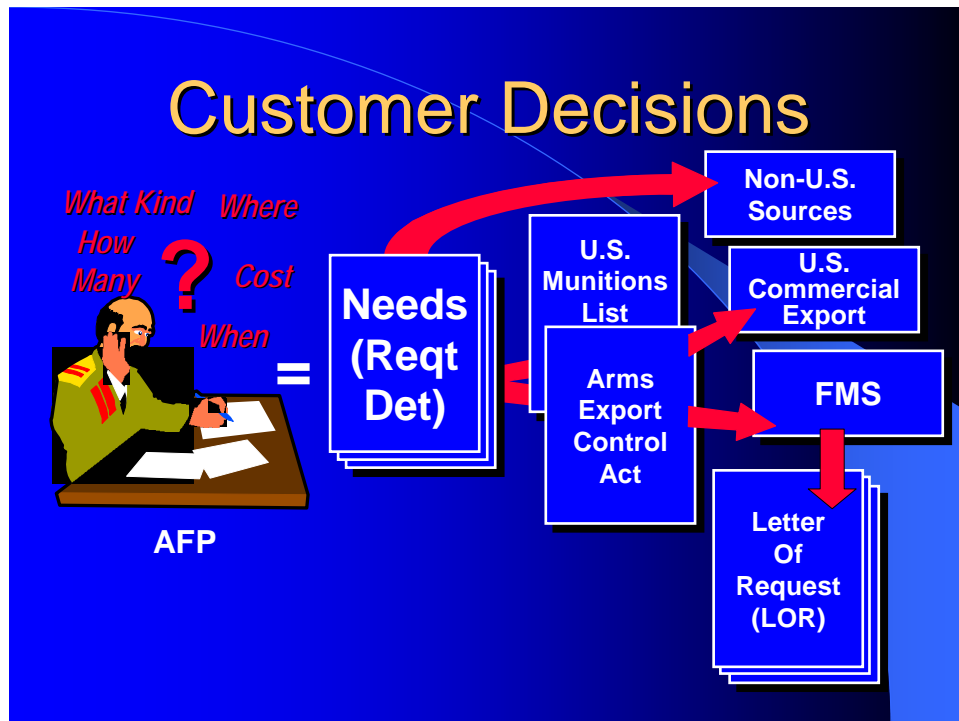 Customer Decisions
What Kind
Where
How
Many
?
Cost
When
AFP
=
Needs
(Reqt
Det)
U.S.
Munitions
List
Arms
Export
Control
Act
Non-U.S.
Sources
U.S.
Commercial
Export
FMS
Letter
Of
Request
(LOR)